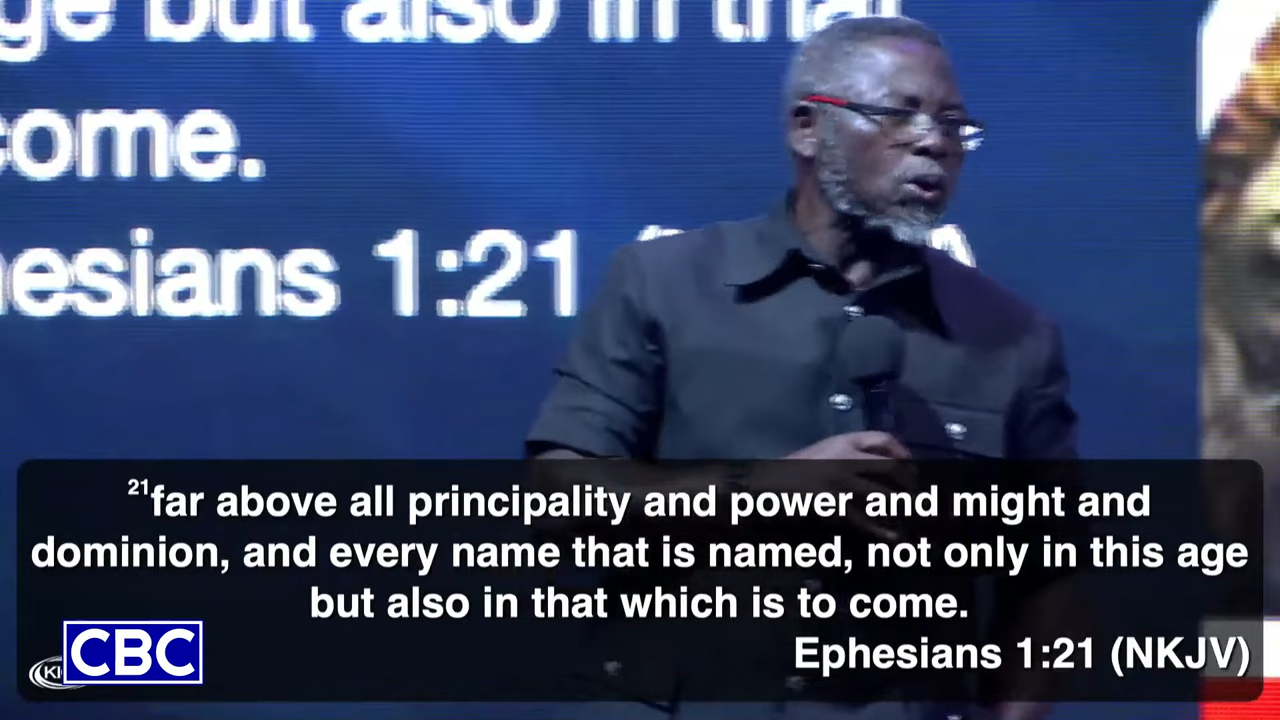 ge but also in that
come.
esians 1:21
²¹far above all principality and power and might and
dominion, and every name that is named, not only in this age
but also in that which is to come.
Ephesians 1:21 (NKJV)
CBC